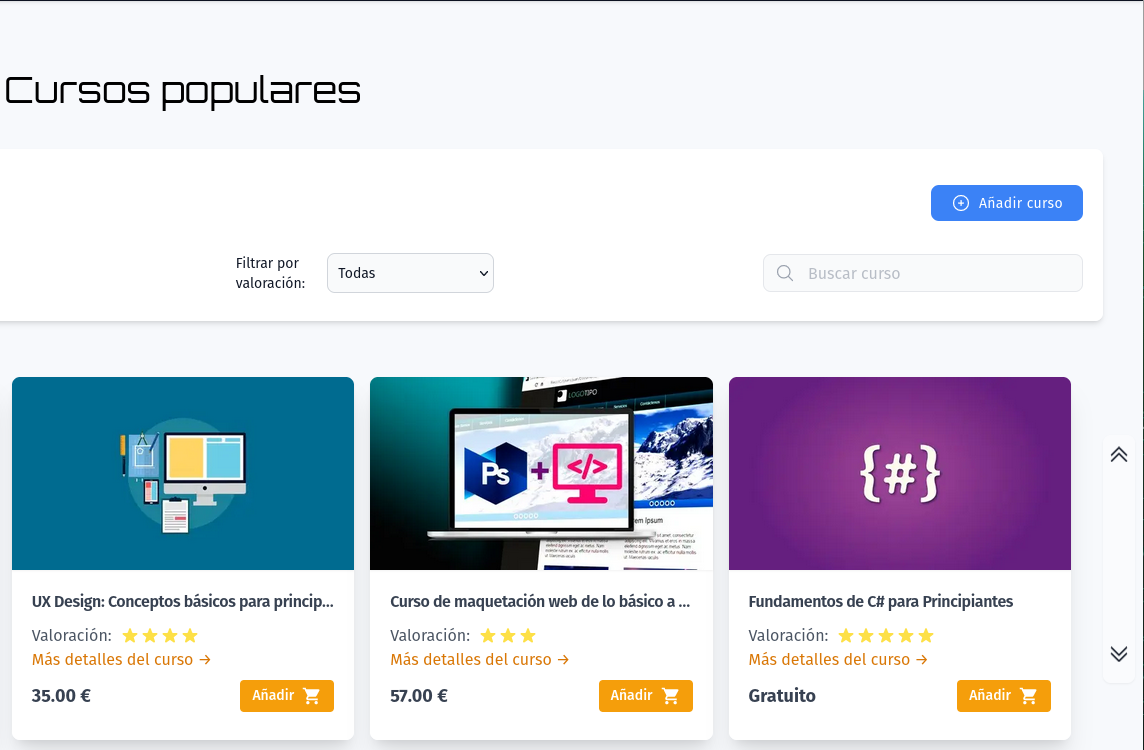 Cursos populares
Añadir curso
Filtrar por
valoración:
Todas
Buscar curso
LOGOTIPO
Servicios
Contáctenos
Ps
</>
{#}
UX Design: Conceptos básicos para princip...
Curso de maquetación web de lo básico a ...
Fundamentos de C# para Principiantes
Valoración:
Valoración:
Valoración:
Más detalles del curso →
Más detalles del curso →
Más detalles del curso →
35.00 €
Añadir
57.00 €
Añadir
Gratuito
Añadir